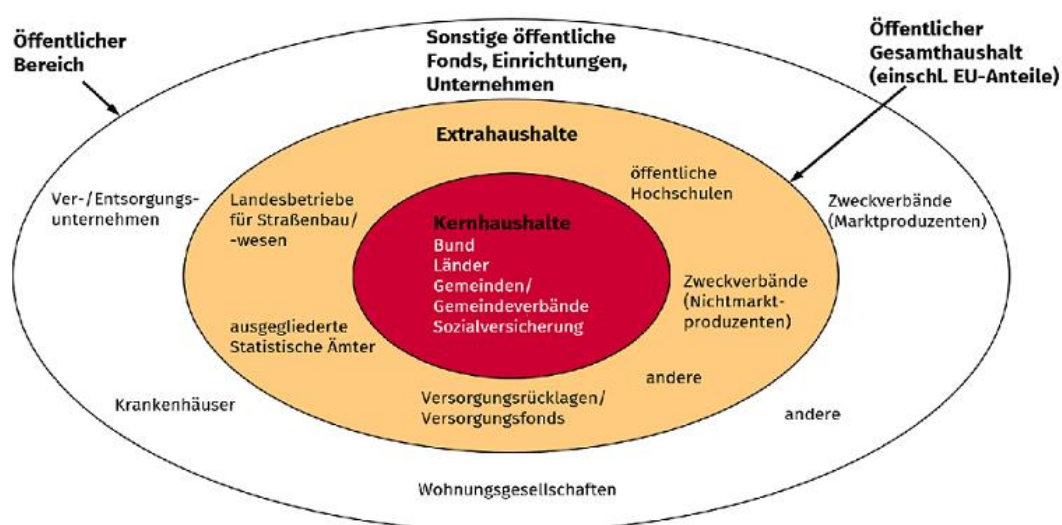 Öffentlicher
Bereich
Sonstige öffentliche
Fonds, Einrichtungen,
Unternehmen
Öffentlicher
Gesamthaushalt
(einschl. EU-Anteile)
Extrahaushalte
öffentliche
Hochschulen
Ver-/Entsorgungs-
unternehmen
Landesbetriebe
für Straßenbau/
-wesen
Zweckverbände
(Marktproduzenten)
Kernhaushalte
Bund
Länder
Gemeinden/
Gemeindeverbände
Sozialversicherung
Zweckverbände
(Nichtmarkt-
produzenten)
ausgegliederte
Statistische Ämter
andere
Krankenhäuser
Versorgungsrücklagen/
Versorgungsfonds
andere
Wohnungsgesellschaften